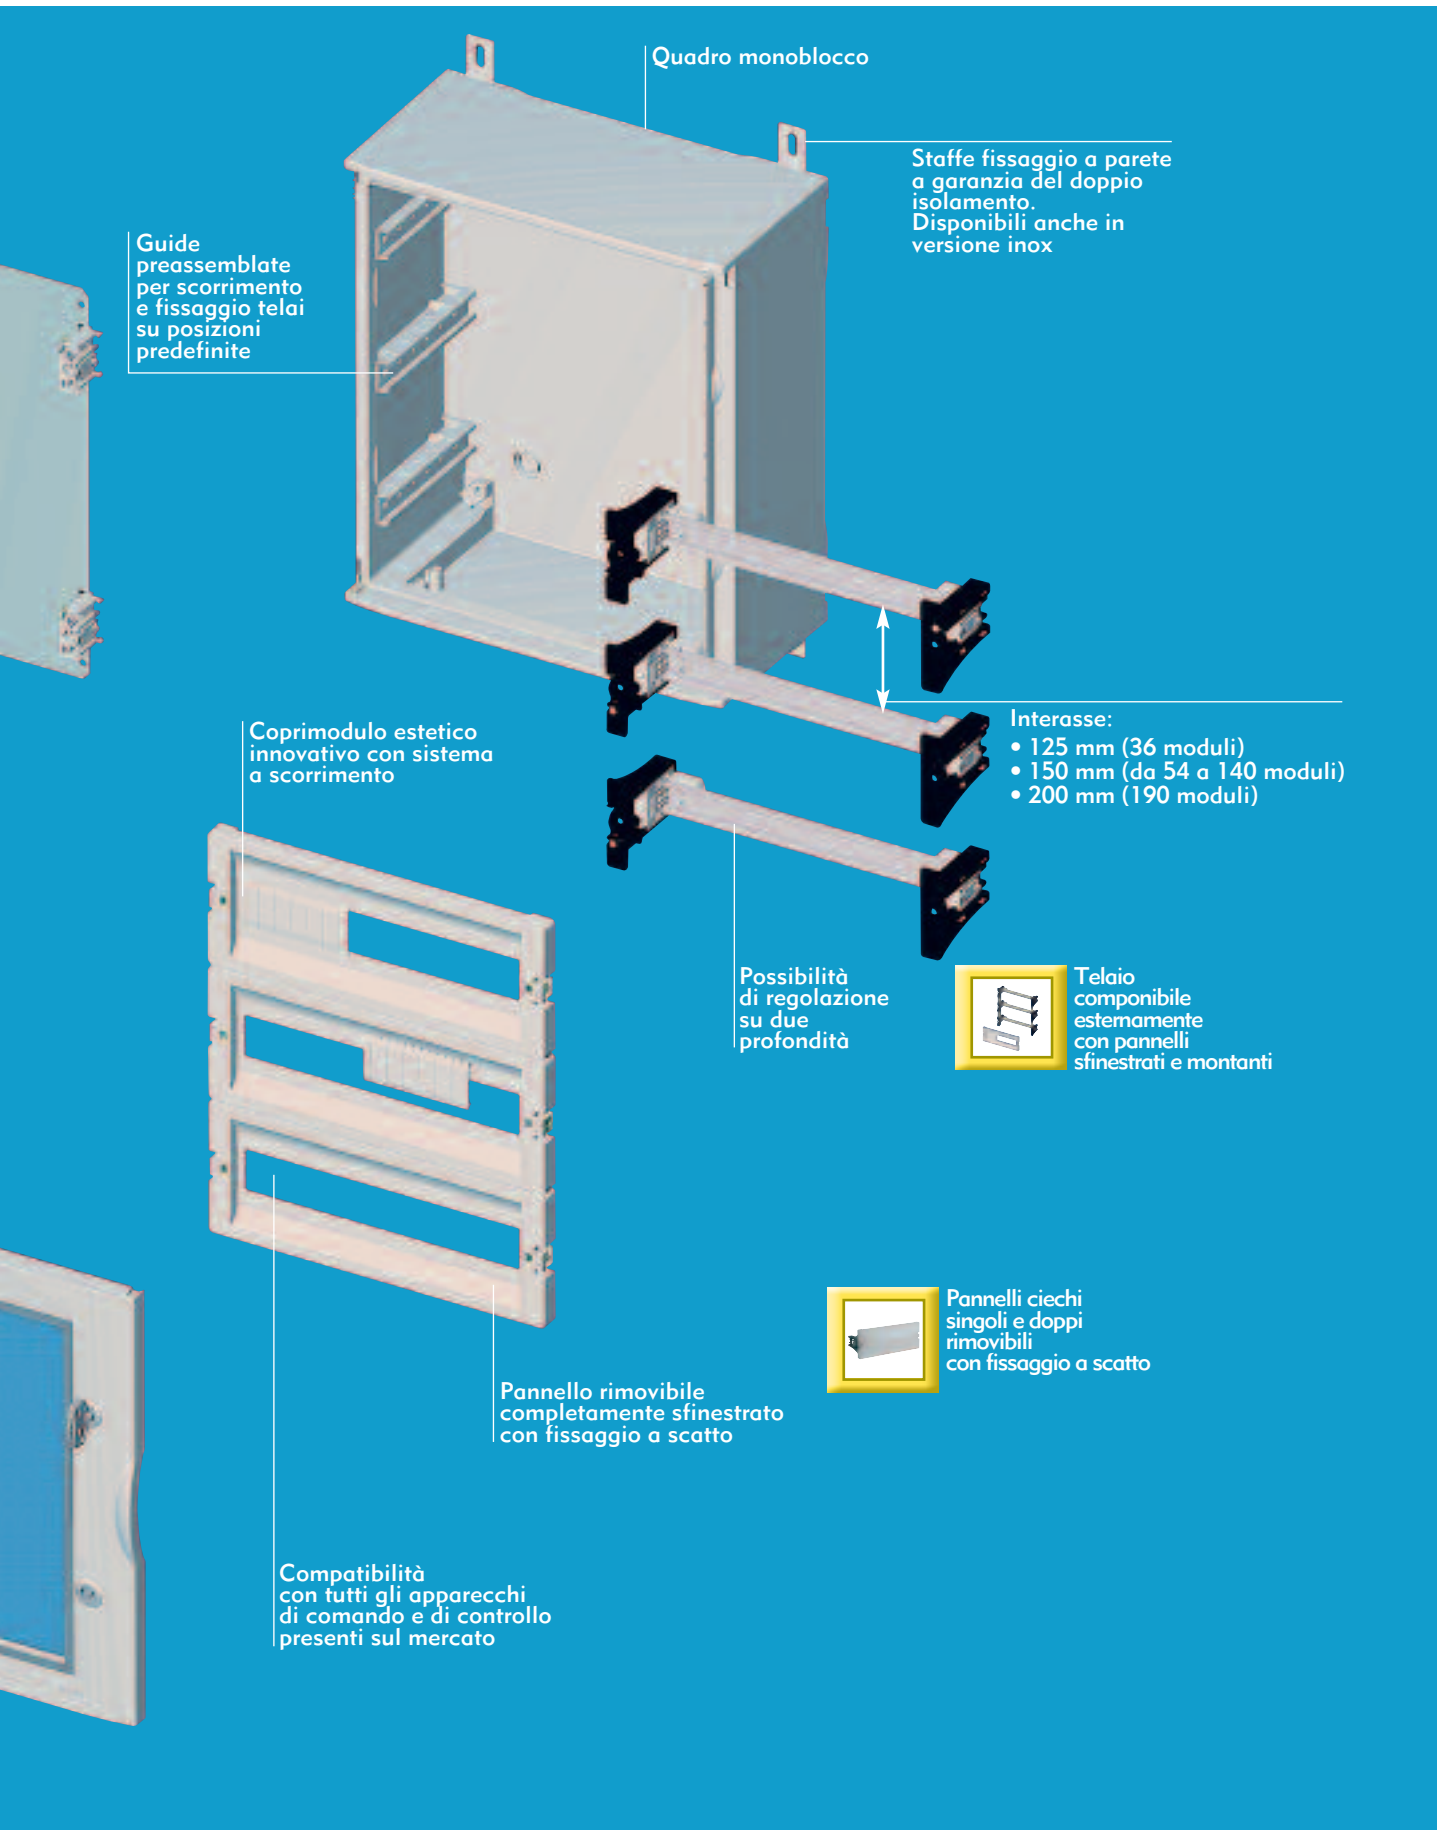 Quadro monoblocco
Staffe fissaggio a parete
a garanzia del doppio
isolamento.
Disponibili anche in
versione inox
Guide
preassemblate
per scorrimento
e fissaggio telai
su posizioni
predefinite
Interasse:
• 125 mm (36 moduli)
• 150 mm (da 54 a 140 moduli)
• 200 mm (190 moduli)
Coprimodulo estetico
innovativo con sistema
a scorrimento
Possibilità
di regolazione
su due
profondità
Telaio
componibile
esternamente
con pannelli
sfinestrati e montanti
Pannelli ciechi
singoli e doppi
rimovibili
con fissaggio a scatto
Pannello rimovibile
completamente sfinestrato
con fissaggio a scatto
Compatibilità
con tutti gli apparecchi
di comando e di controllo
presenti sul mercato